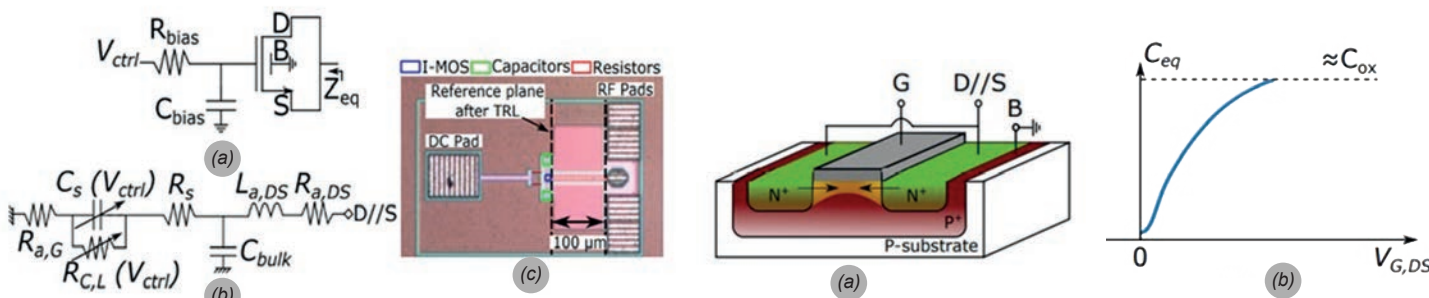 V_ctrl
R_bias
C_bias
D
B
S
Z_eq
(a)
C_s (V_ctrl)
R_s
L_a,DS
R_a,DS
D//S
R_a,G
R_C,L (V_ctrl)
C_bulk
(b)
I-MOS Capacitors Resistors
Reference plane
after TRL
RF Pads
DC Pad
100 μm
(c)
G
D//S
B
N⁺
N⁺
P⁺
P-substrate
(a)
C_eq
≈C_ox
0
V_G,DS
(b)